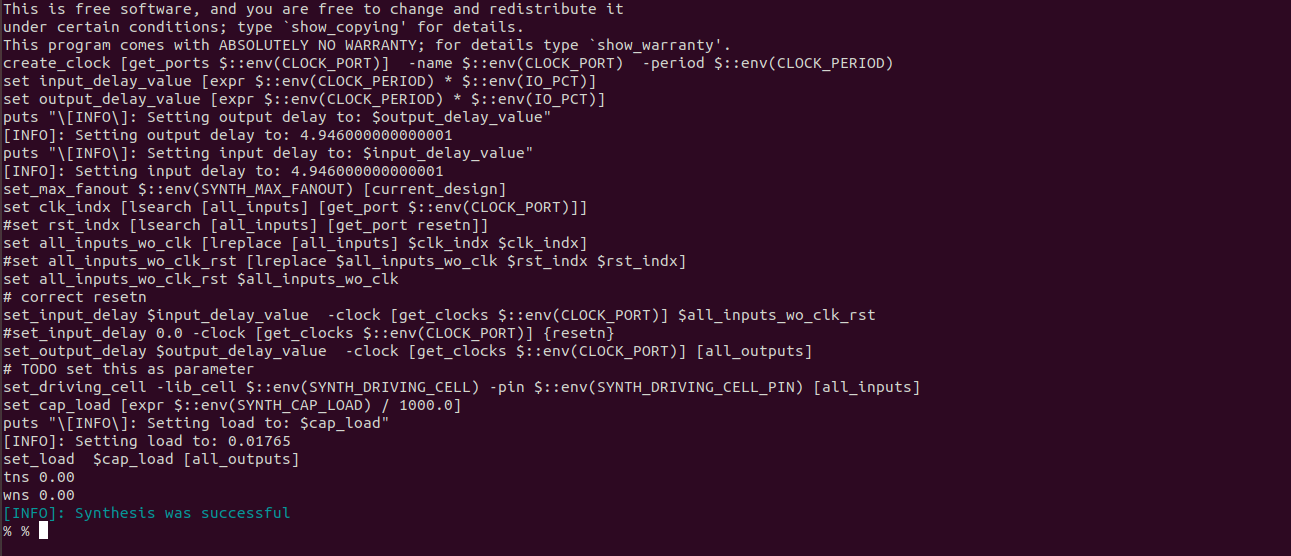 This is free software, and you are free to change and redistribute it
under certain conditions; type `show_copying' for details.
This program comes with ABSOLUTELY NO WARRANTY; for details type `show_warranty'.
create_clock [get_ports $::env(CLOCK_PORT)]  -name $::env(CLOCK_PORT)  -period $::env(CLOCK_PERIOD)
set input_delay_value [expr $::env(CLOCK_PERIOD) * $::env(IO_PCT)]
set output_delay_value [expr $::env(CLOCK_PERIOD) * $::env(IO_PCT)]
puts "\[INFO\]: Setting output delay to: $output_delay_value"
[INFO]: Setting output delay to: 4.946000000000001
puts "\[INFO\]: Setting input delay to: $input_delay_value"
[INFO]: Setting input delay to: 4.946000000000001
set_max_fanout $::env(SYNTH_MAX_FANOUT) [current_design]
set clk_indx [lsearch [all_inputs] [get_port $::env(CLOCK_PORT)]]
#set rst_indx [lsearch [all_inputs] [get_port resetn]]
set all_inputs_wo_clk [lreplace [all_inputs] $clk_indx $clk_indx]
#set all_inputs_wo_clk_rst [lreplace $all_inputs_wo_clk $rst_indx $rst_indx]
set all_inputs_wo_clk_rst $all_inputs_wo_clk
# correct resetn
set_input_delay $input_delay_value  -clock [get_clocks $::env(CLOCK_PORT)] $all_inputs_wo_clk_rst
#set_input_delay 0.0 -clock [get_clocks $::env(CLOCK_PORT)] {resetn}
set_output_delay $output_delay_value  -clock [get_clocks $::env(CLOCK_PORT)] [all_outputs]
# TODO set this as parameter
set_driving_cell -lib_cell $::env(SYNTH_DRIVING_CELL) -pin $::env(SYNTH_DRIVING_CELL_PIN) [all_inputs]
set cap_load [expr $::env(SYNTH_CAP_LOAD) / 1000.0]
puts "\[INFO\]: Setting load to: $cap_load"
[INFO]: Setting load to: 0.01765
set_load  $cap_load [all_outputs]
tns 0.00
wns 0.00
[INFO]: Synthesis was successful
% %